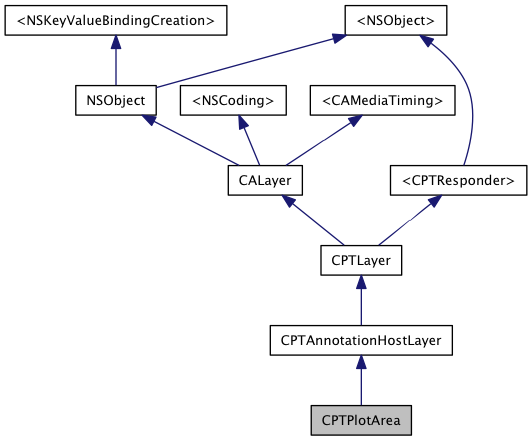 <NSKeyValueBindingCreation>
<NSObject>
NSObject
<NSCoding>
<CAMediaTiming>
CALayer
<CPTResponder>
CPTLayer
CPTAnnotationHostLayer
CPTPlotArea